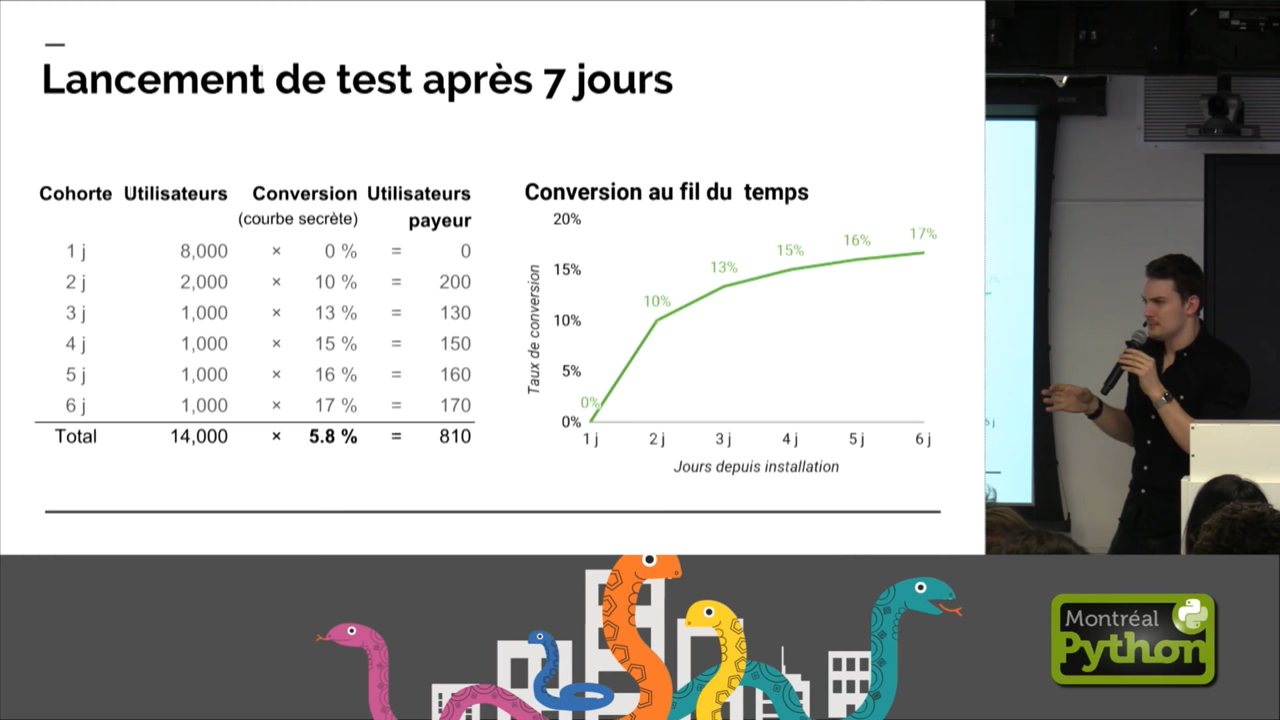 Lancement de test après 7 jours
Cohorte Utilisateurs Conversion Utilisateurs
(courbe secrète) payeur
1 j 8,000 × 0 % = 0
2 j 2,000 × 10 % = 200
3 j 1,000 × 13 % = 130
4 j 1,000 × 15 % = 150
5 j 1,000 × 16 % = 160
6 j 1,000 × 17 % = 170
Total 14,000 × 5.8 % = 810
Conversion au fil du temps
20%
15%
10%
5%
0%
Taux de conversion
0%
10%
13%
15%
16%
17%
1 j 2 j 3 j 4 j 5 j 6 j
Jours depuis installation
Montréal
Python